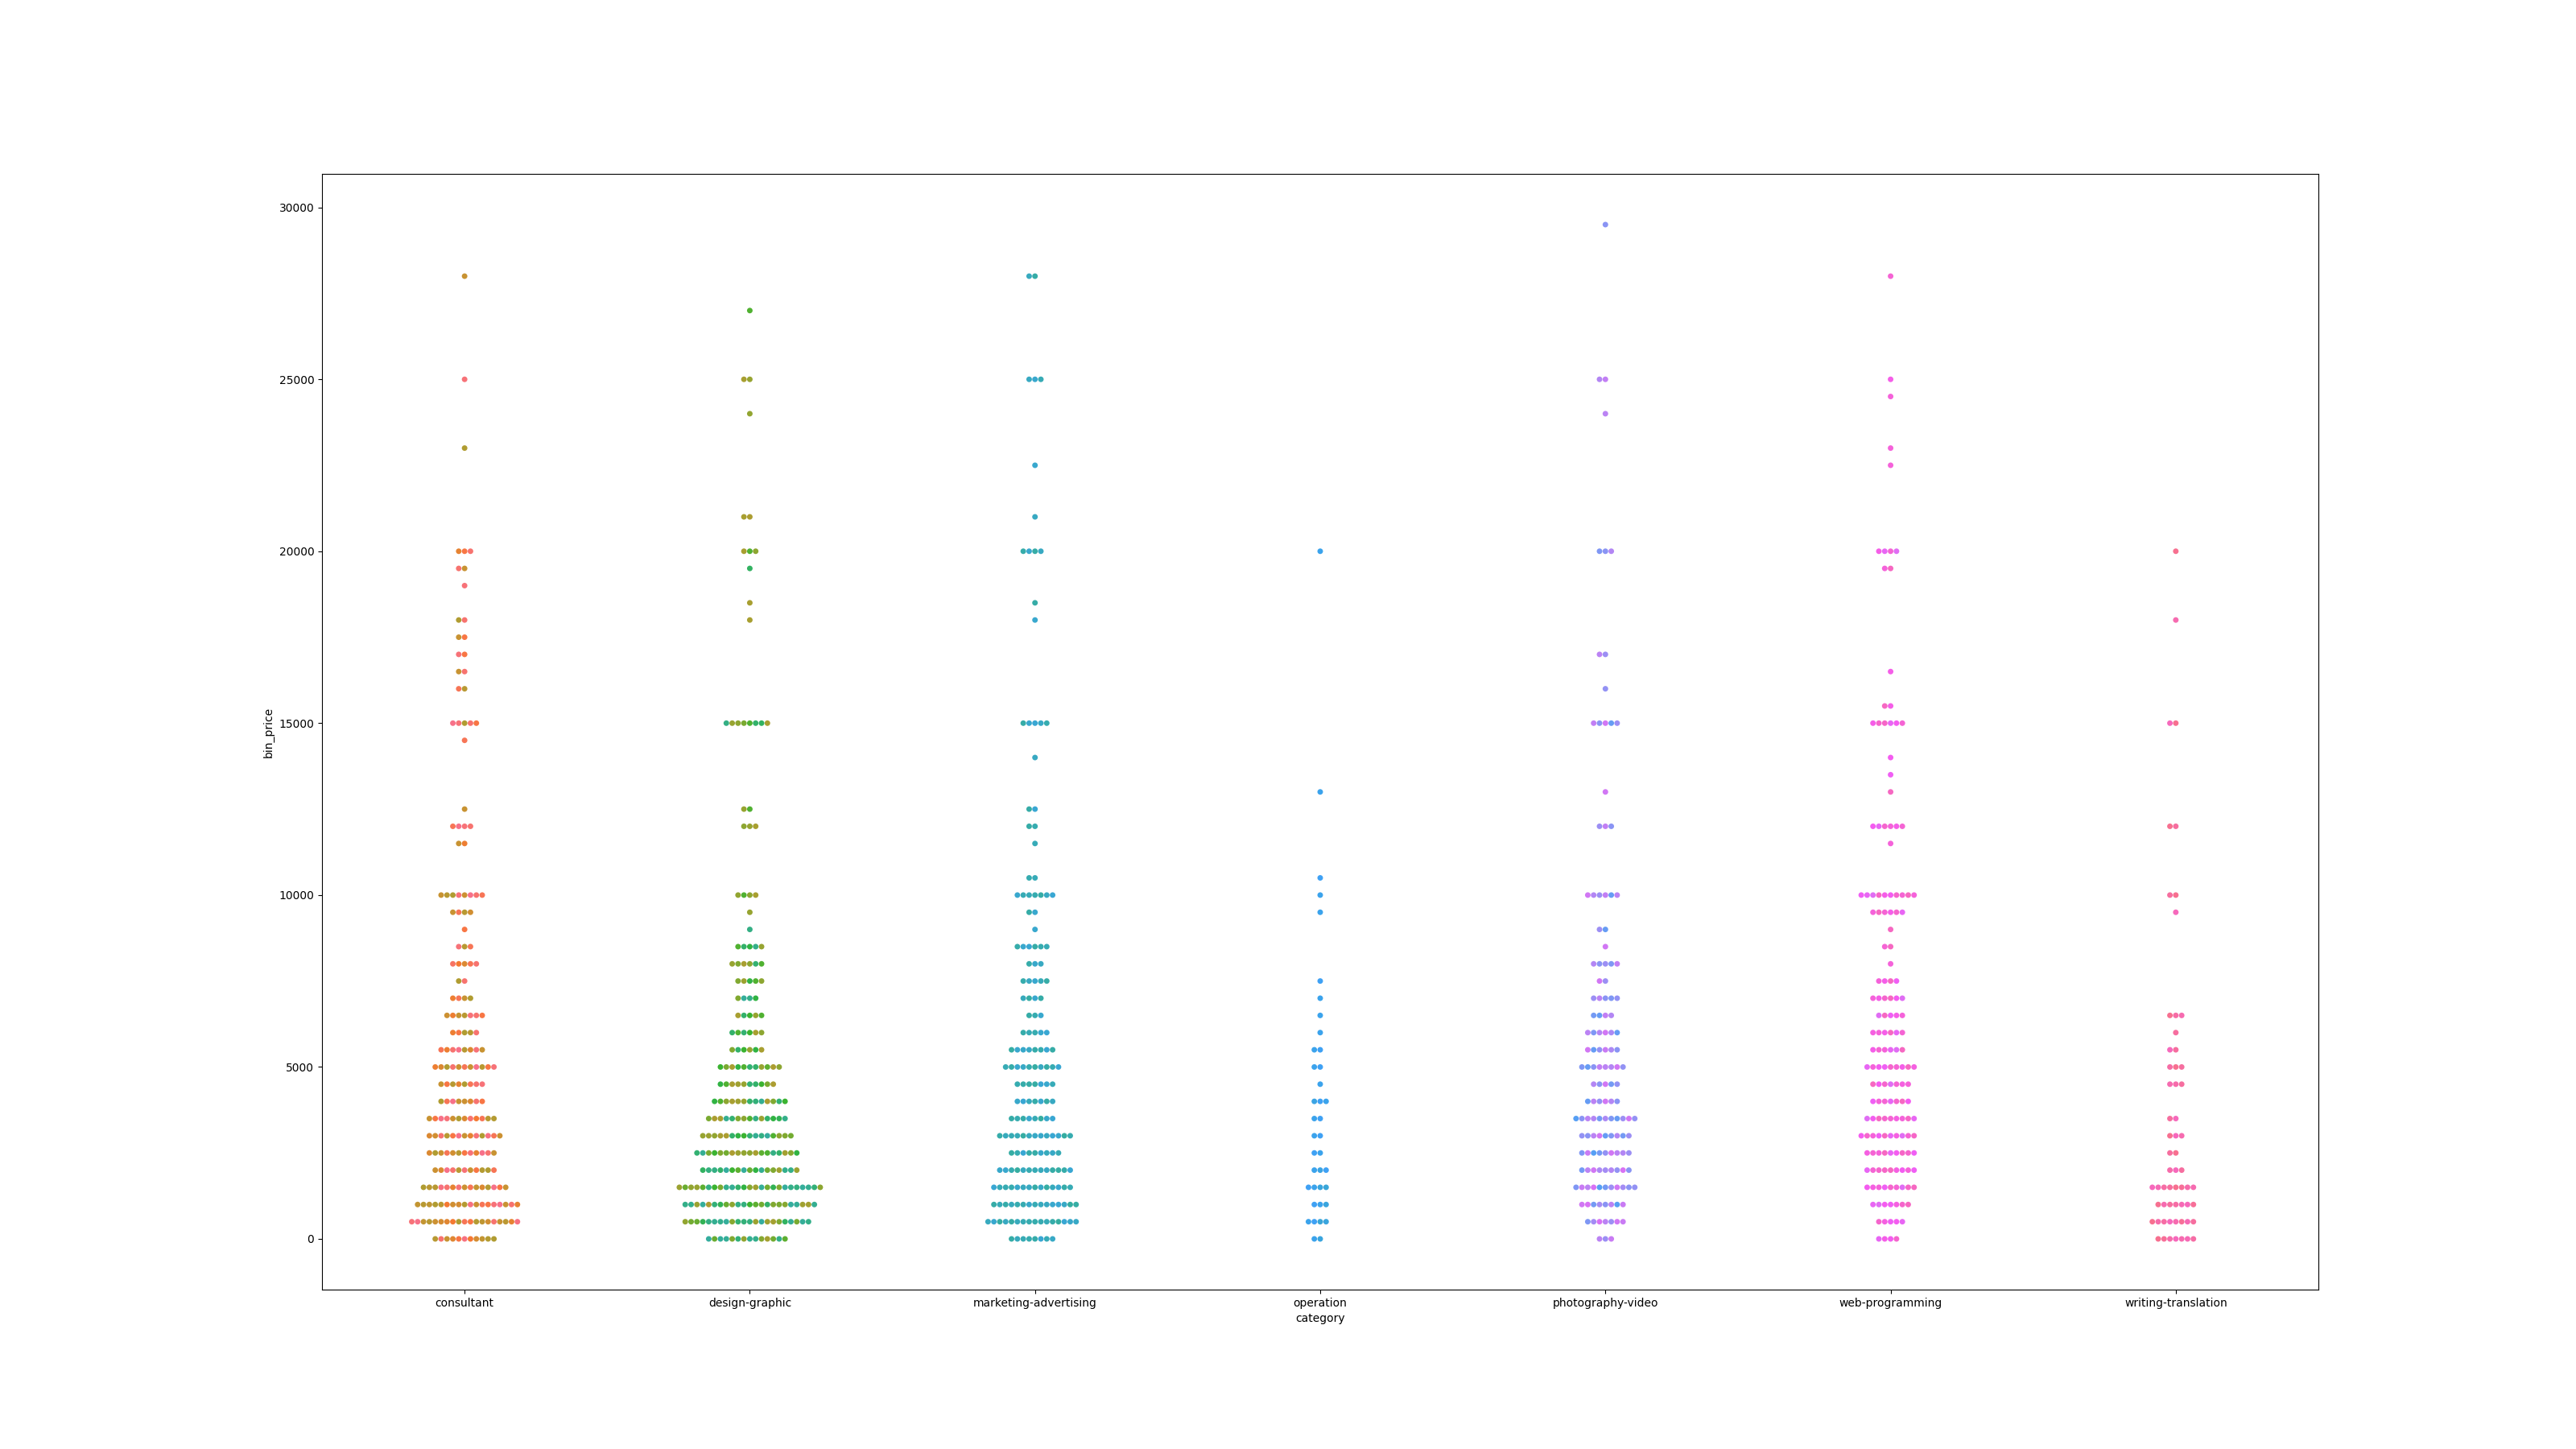 30000
25000
20000
15000
10000
5000
0
bin_price
consultant design-graphic marketing-advertising operation photography-video web-programming writing-translation
category